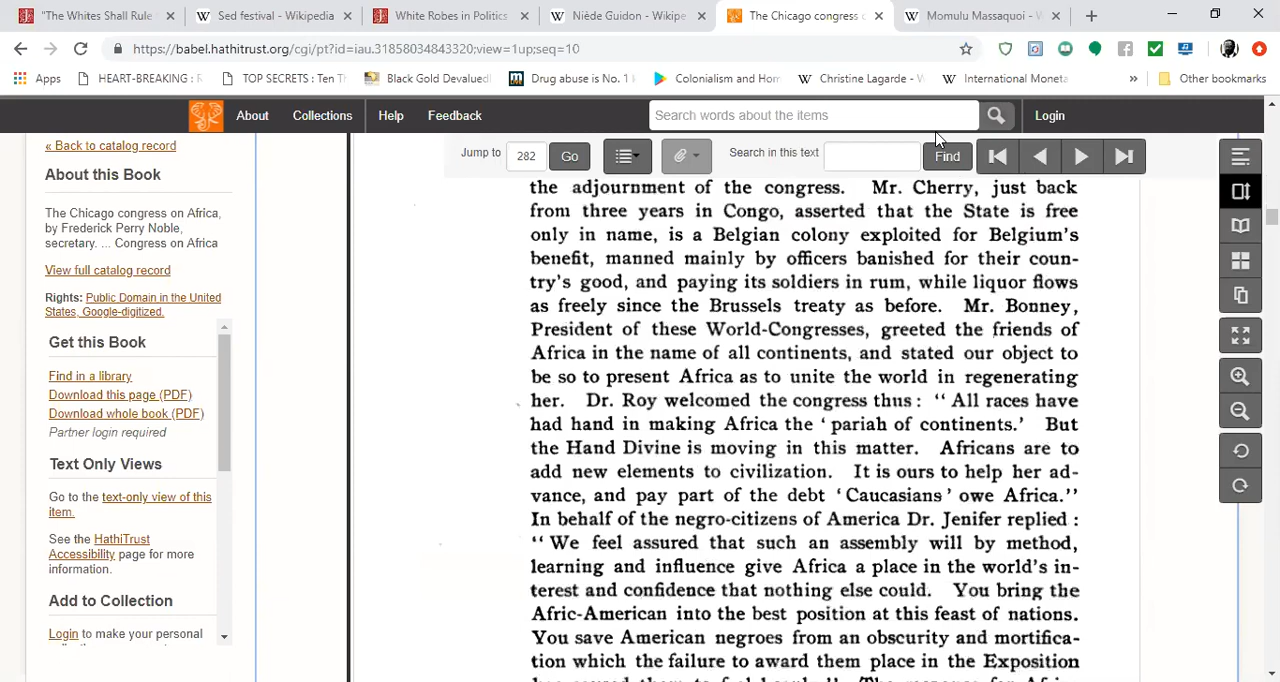 "The Whites Shall Rule
Sed festival - Wikipedia
White Robes in Politics
Niède Guidon - Wikipe
The Chicago congress o
Momulu Massaquoi - W
https://babel.hathitrust.org/cgi/pt?id=iau.31858034843320;view=1up;seq=10
Apps
HEART-BREAKING : R
TOP SECRETS : Ten Th
Black Gold Devalued
Drug abuse is No. 1 k
Colonialism and Hom
Christine Lagarde - W
International Moneta
»
Other bookmarks
About
Collections
Help
Feedback
Search words about the items
Login
Jump to
282
Go
Search in this text
Find
« Back to catalog record
About this Book
The Chicago congress on Africa,
by Frederick Perry Noble,
secretary. ... Congress on Africa
View full catalog record
Rights: Public Domain in the United
States, Google-digitized.
Get this Book
Find in a library
Download this page (PDF)
Download whole book (PDF)
Partner login required
Text Only Views
Go to the text-only view of this
item.
See the HathiTrust
Accessibility page for more
information.
Add to Collection
Login to make your personal
the adjournment of the congress. Mr. Cherry, just back
from three years in Congo, asserted that the State is free
only in name, is a Belgian colony exploited for Belgium's
benefit, manned mainly by officers banished for their coun-
try's good, and paying its soldiers in rum, while liquor flows
as freely since the Brussels treaty as before. Mr. Bonney,
President of these World-Congresses, greeted the friends of
Africa in the name of all continents, and stated our object to
be so to present Africa as to unite the world in regenerating
her. Dr. Roy welcomed the congress thus : "All races have
had hand in making Africa the 'pariah of continents.' But
the Hand Divine is moving in this matter. Africans are to
add new elements to civilization. It is ours to help her ad-
vance, and pay part of the debt 'Caucasians' owe Africa."
In behalf of the negro-citizens of America Dr. Jenifer replied :
"We feel assured that such an assembly will by method,
learning and influence give Africa a place in the world's in-
terest and confidence that nothing else could. You bring the
Afric-American into the best position at this feast of nations.
You save American negroes from an obscurity and mortifica-
tion which the failure to award them place in the Exposition